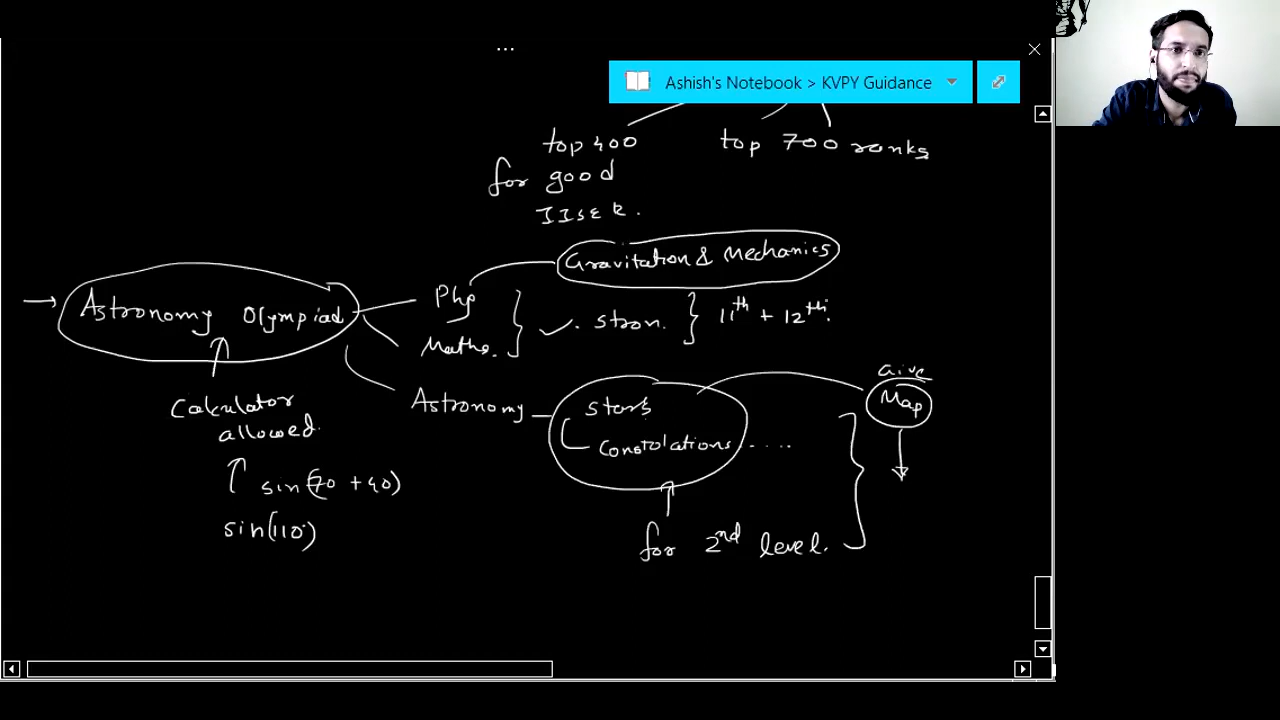 Ashish's Notebook > KVPY Guidance
top 400
top 700 ranks
for good
IISER.
Gravitation & Mechanics
Astronomy Olympiad
Phy
Maths.
stron. 11th + 12th.
Calculator
allowed.
sin(70 + 40)
sin(110°)
Astronomy
Stars
Constolations ....
give
Map
for 2nd level.